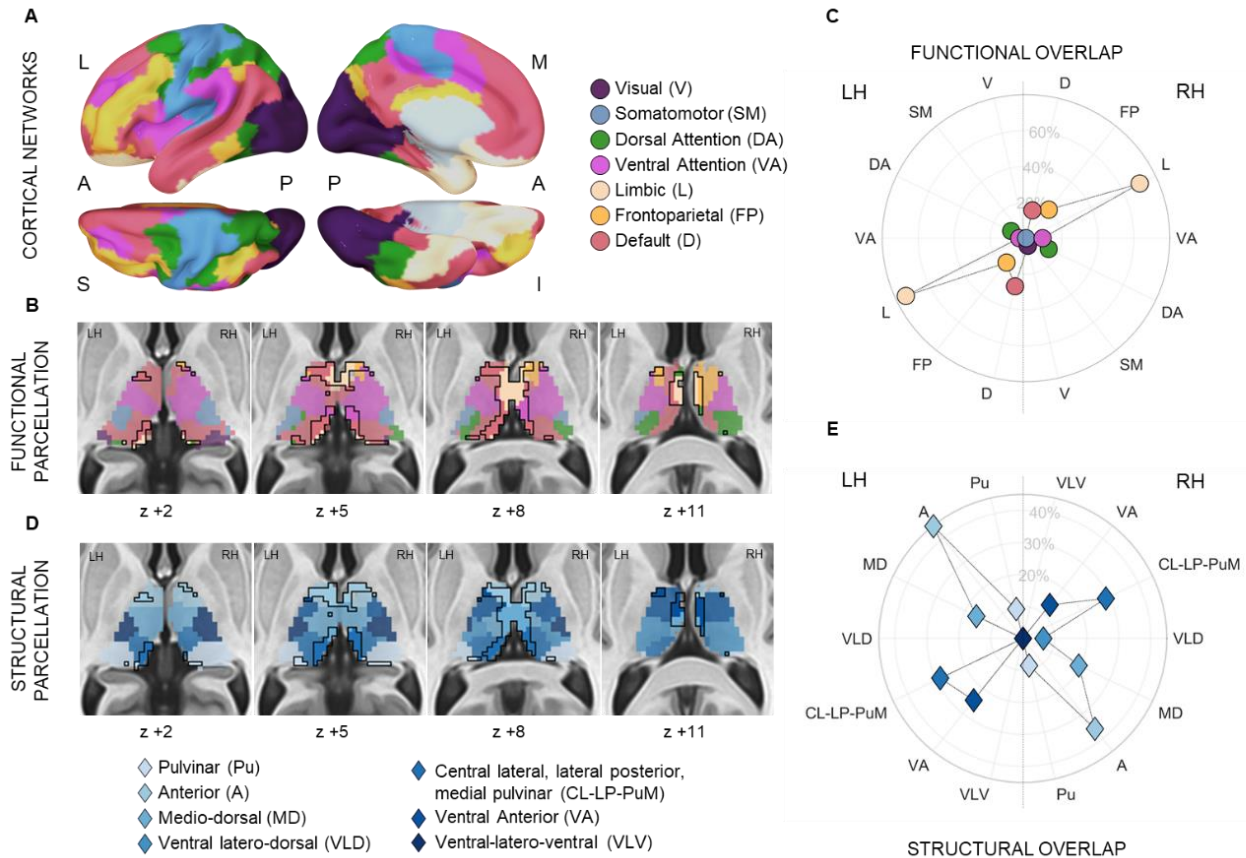 A
CORTICAL NETWORKS
L
M
A
P
P
A
S
I
Visual (V)
Somatomotor (SM)
Dorsal Attention (DA)
Ventral Attention (VA)
Limbic (L)
Frontoparietal (FP)
Default (D)
B
FUNCTIONAL
PARCELLATION
LH
RH
LH
RH
LH
RH
LH
RH
z +2
z +5
z +8
z +11
D
STRUCTURAL
PARCELLATION
LH
RH
LH
RH
LH
RH
LH
RH
z +2
z +5
z +8
z +11
Pulvinar (Pu)
Anterior (A)
Medio-dorsal (MD)
Ventral latero-dorsal (VLD)
Central lateral, lateral posterior,
medial pulvinar (CL-LP-PuM)
Ventral Anterior (VA)
Ventral-latero-ventral (VLV)
C
FUNCTIONAL OVERLAP
LH
RH
V
D
SM
FP
DA
L
VA
VA
L
DA
FP
SM
D
V
60%
40%
20%
E
LH
RH
Pu
VLV
A
VA
MD
CL-LP-PuM
VLD
VLD
CL-LP-PuM
MD
VA
A
VLV
Pu
40%
30%
20%
STRUCTURAL OVERLAP